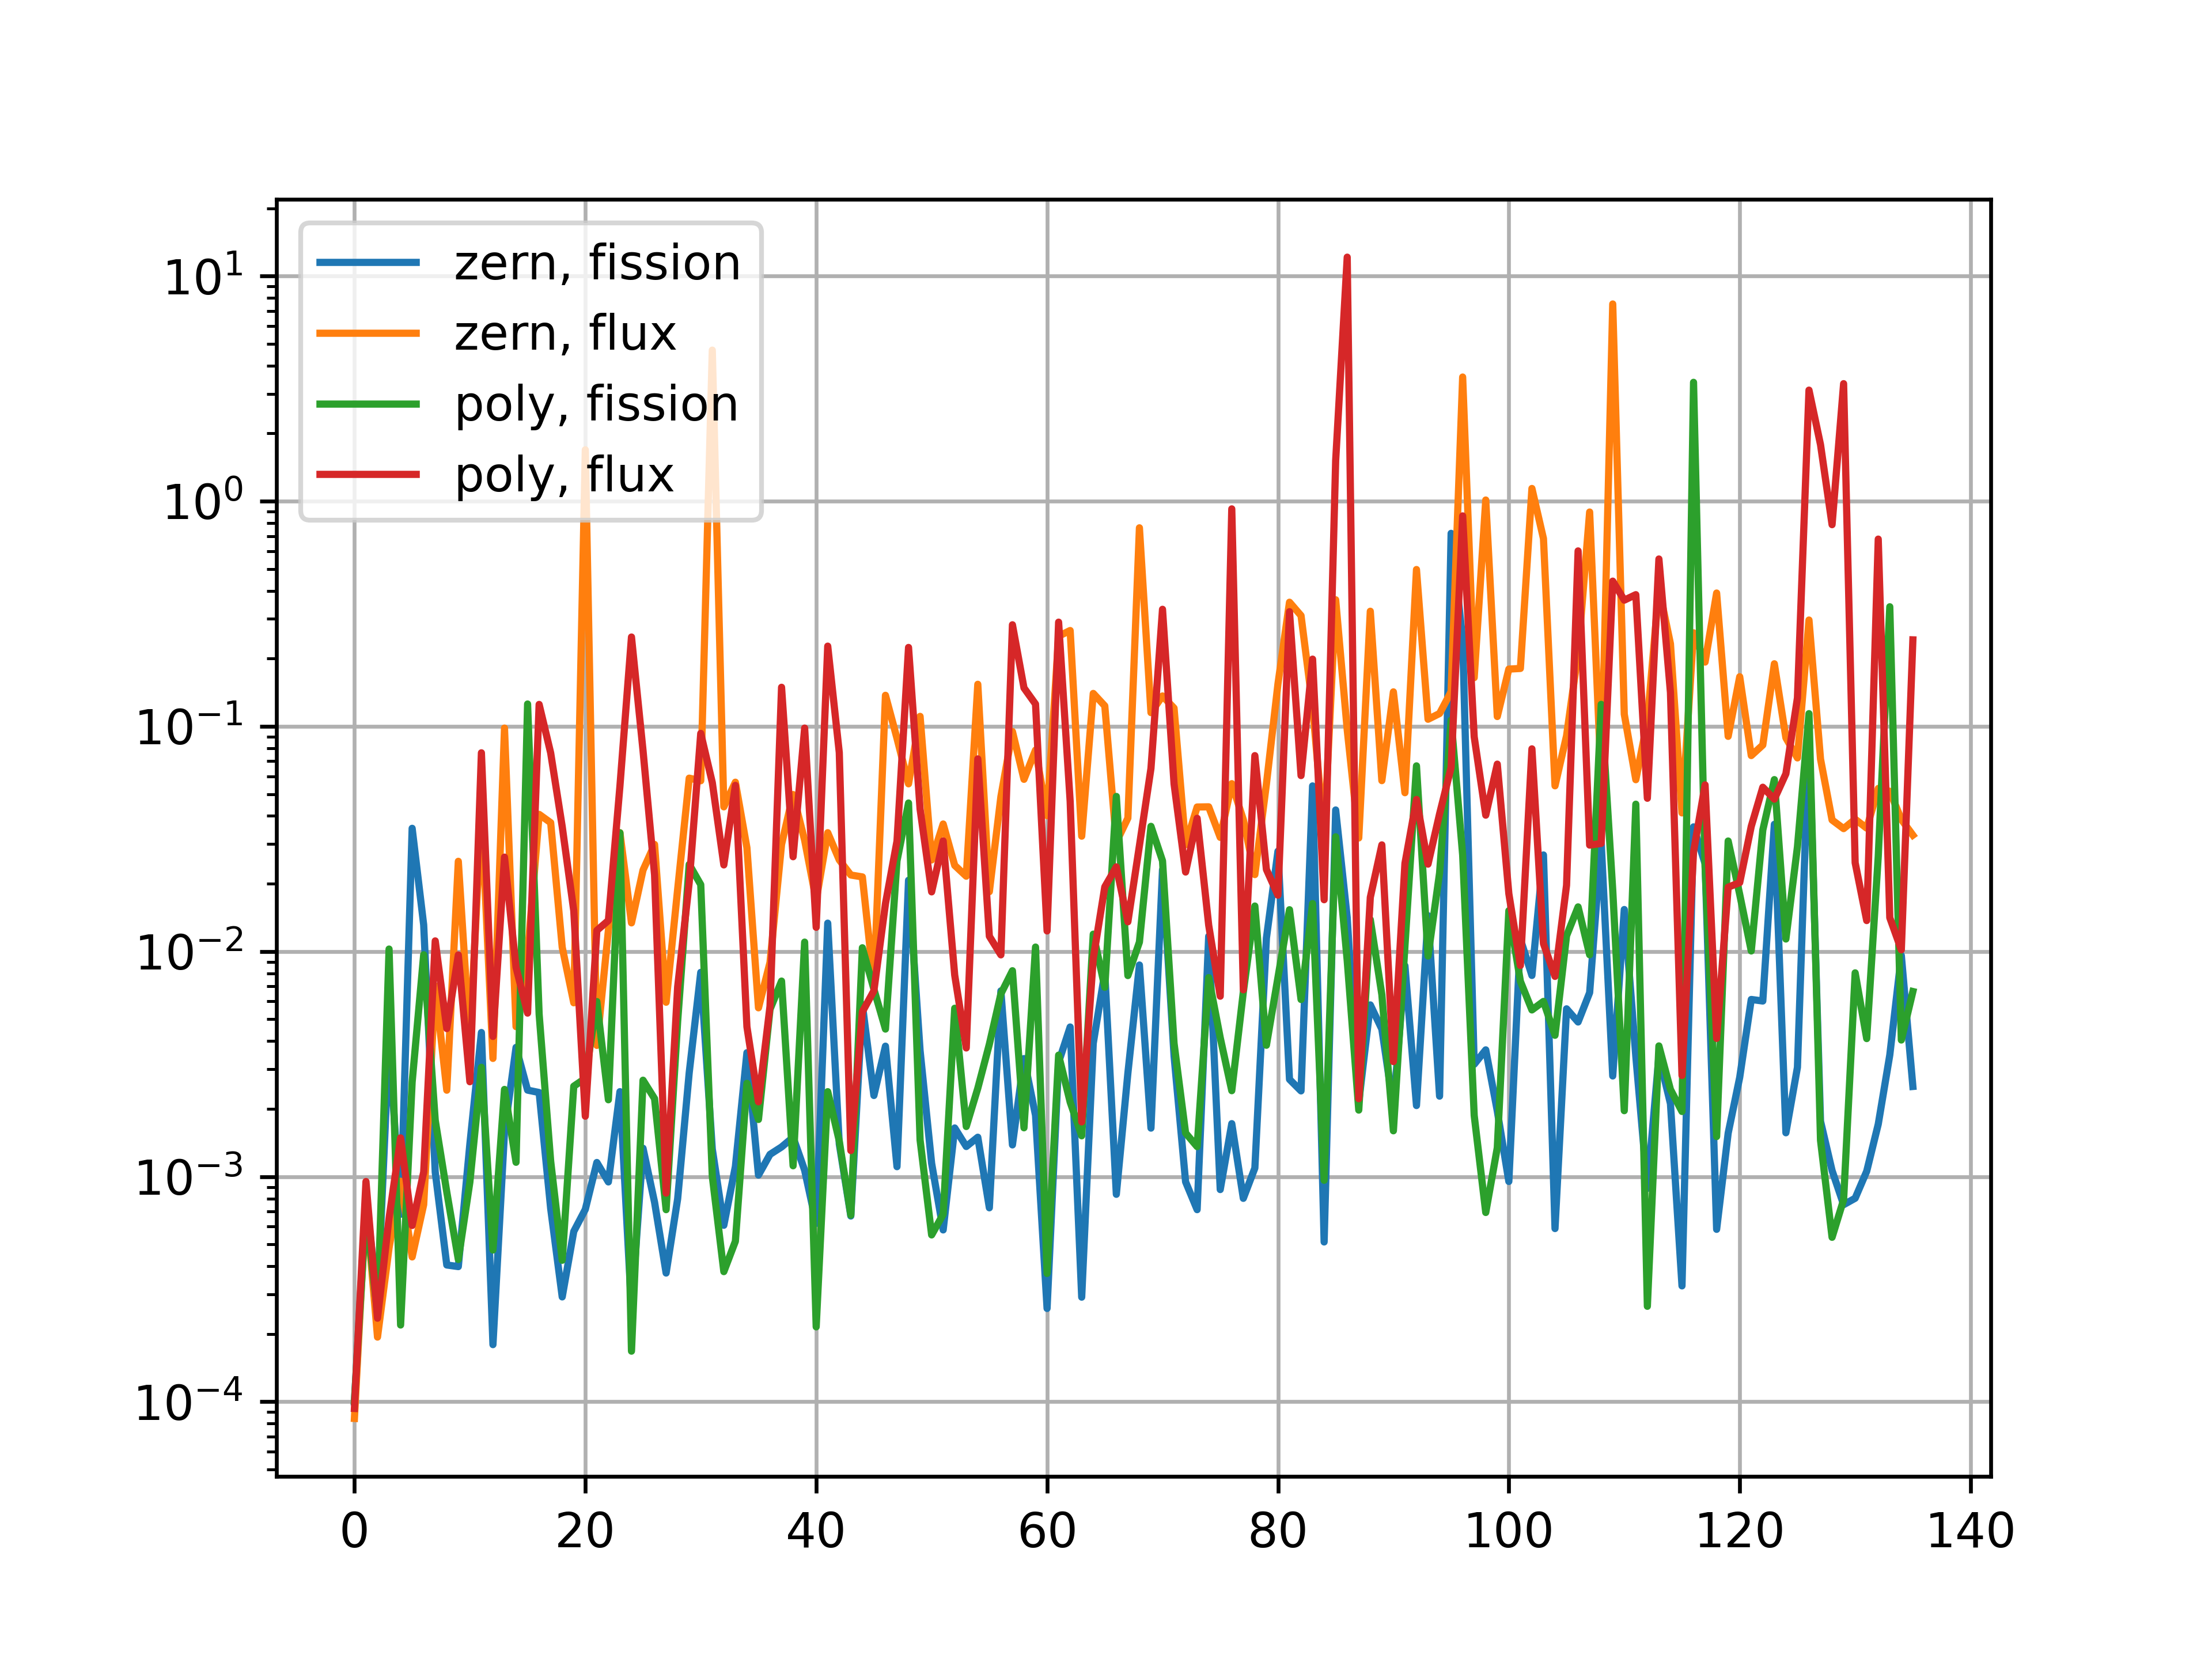 zern, fission
zern, flux
poly, fission
poly, flux
10¹
10⁰
10⁻¹
10⁻²
10⁻³
10⁻⁴
0 20 40 60 80 100 120 140